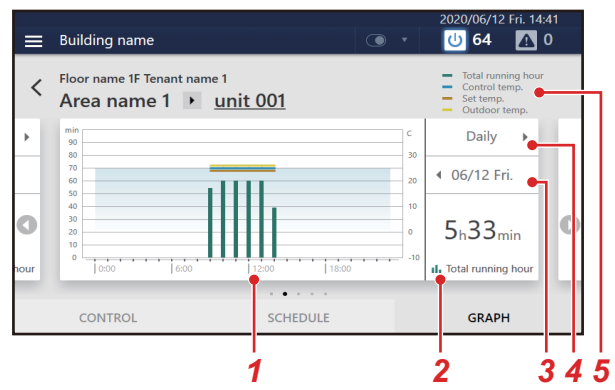 2020/06/12 Fri. 14:41
Building name
64
0
Floor name 1F Tenant name 1
Area name 1 unit 001
Total running hour
Control temp.
Set temp.
Outdoor temp.
min
90
80
70
60
50
40
30
20
10
0
C
30
20
10
0
-10
0:00 6:00 12:00 18:00
Daily
06/12 Fri.
5h33min
Total running hour
hour
CONTROL SCHEDULE GRAPH
1 2 3 4 5